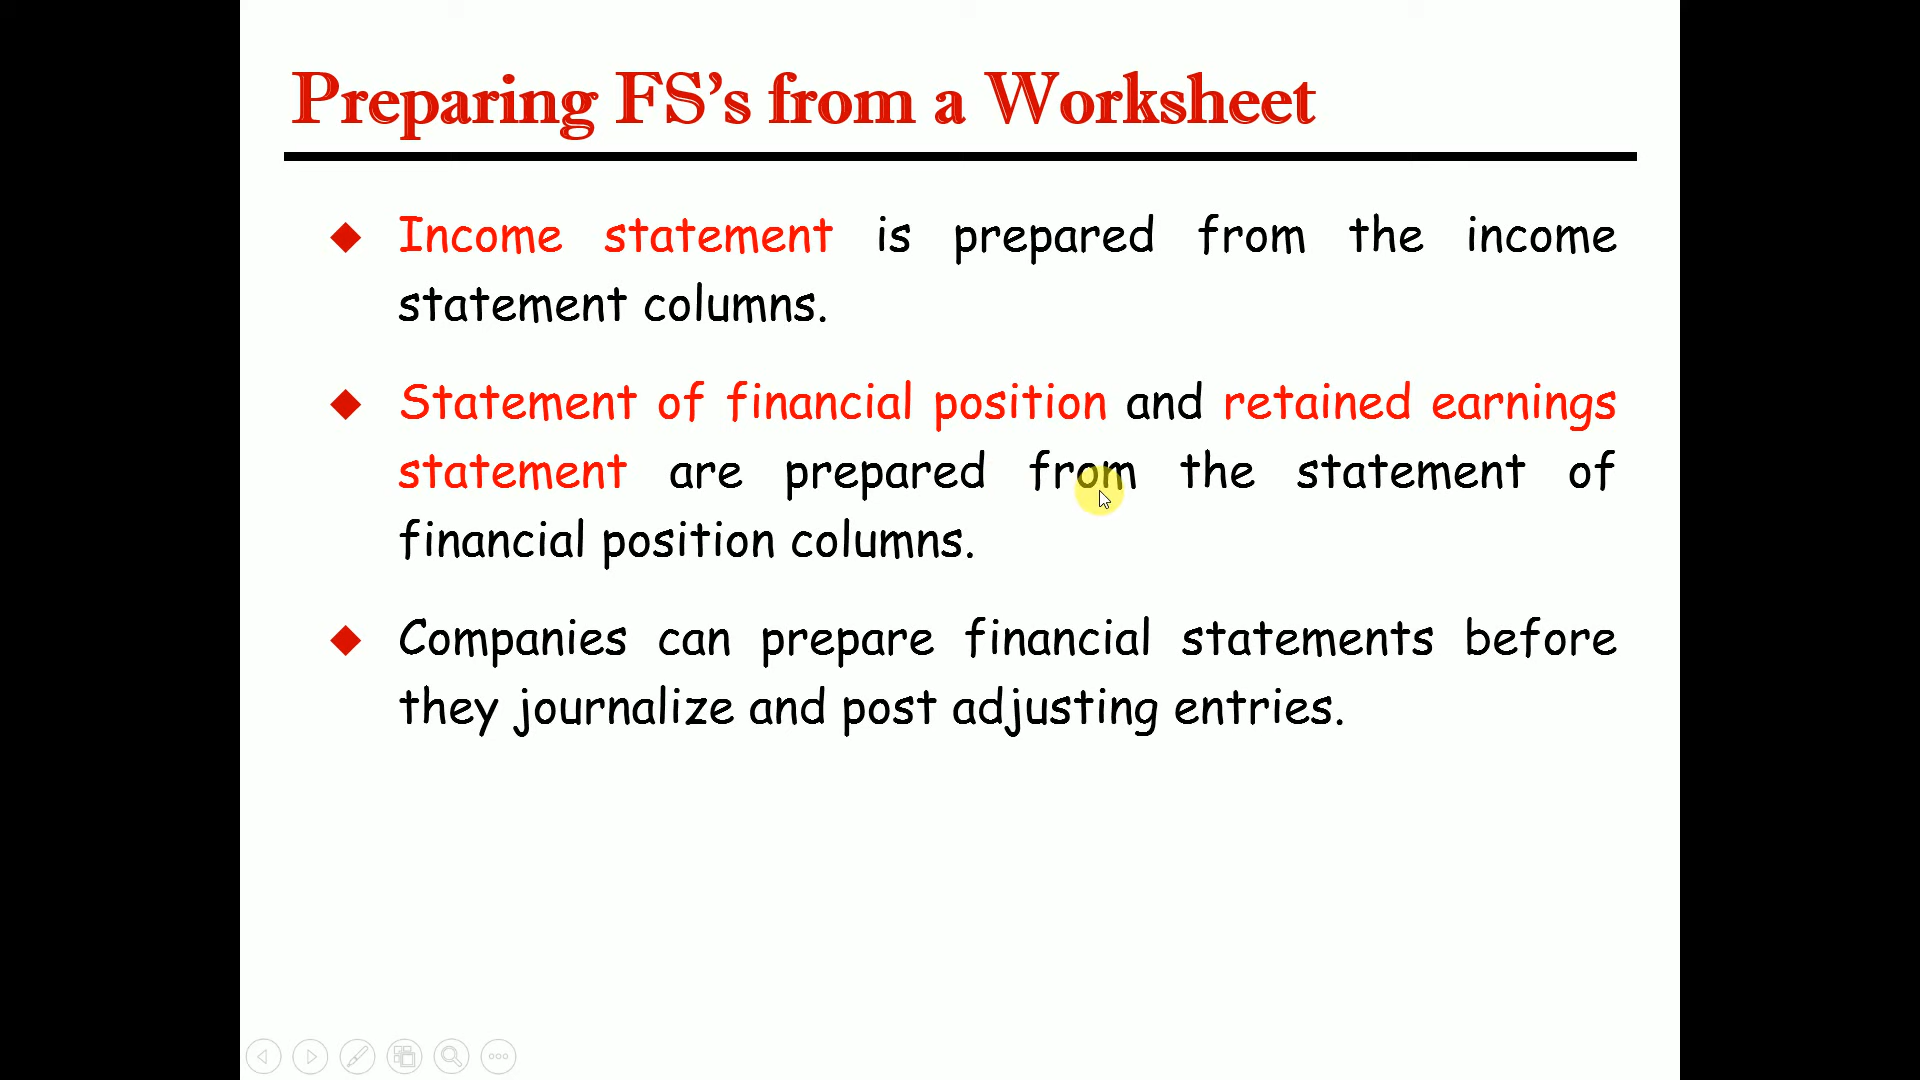 Preparing FS’s from a Worksheet
Income statement is prepared from the income
statement columns.
Statement of financial position and retained earnings
statement are prepared from the statement of
financial position columns.
Companies can prepare financial statements before
they journalize and post adjusting entries.